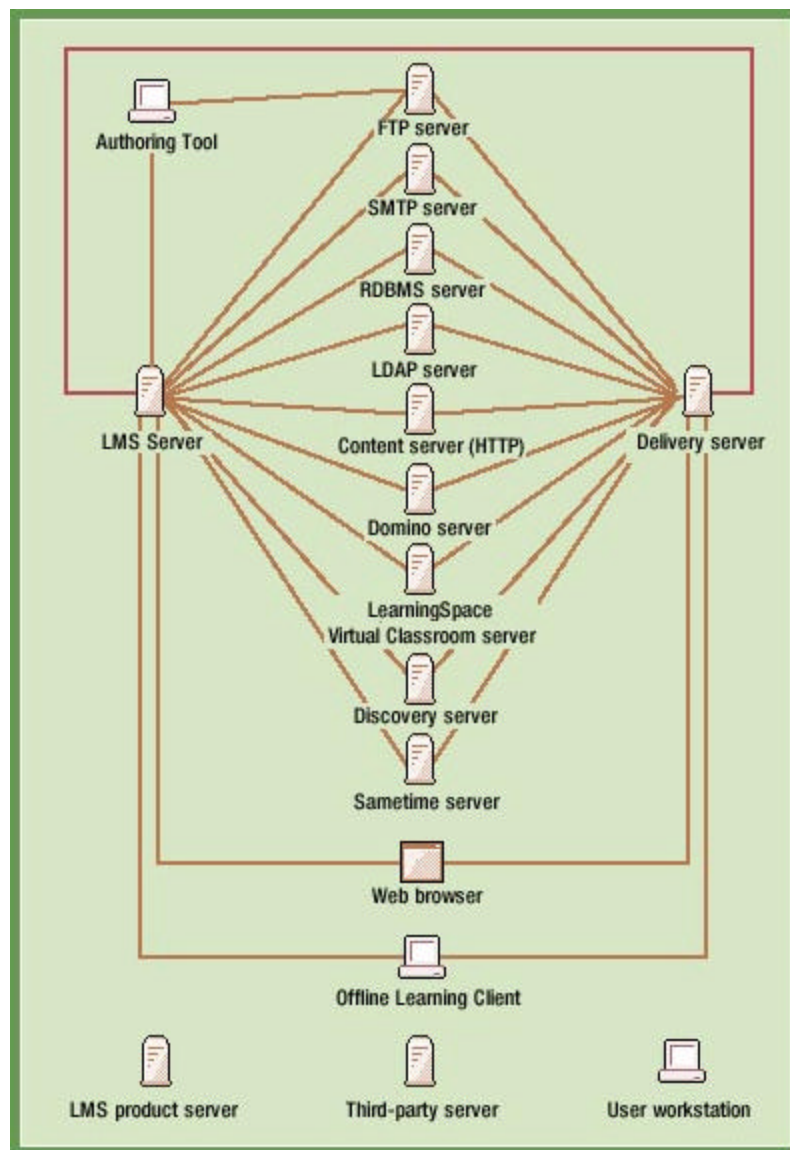 Authoring Tool
FTP server
SMTP server
RDBMS server
LDAP server
LMS Server
Content server (HTTP)
Delivery server
Domino server
LearningSpace
Virtual Classroom server
Discovery server
Sametime server
Web browser
Offline Learning Client
LMS product server
Third-party server
User workstation